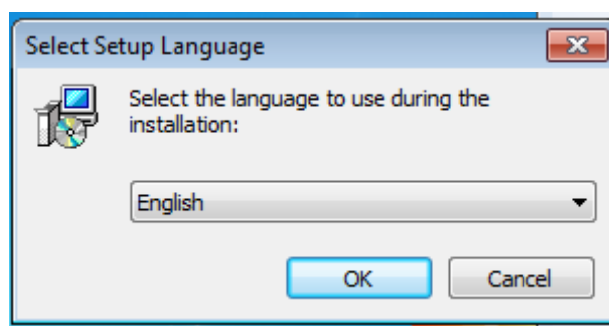 Select Setup Language
Select the language to use during the
installation:
English
OK
Cancel